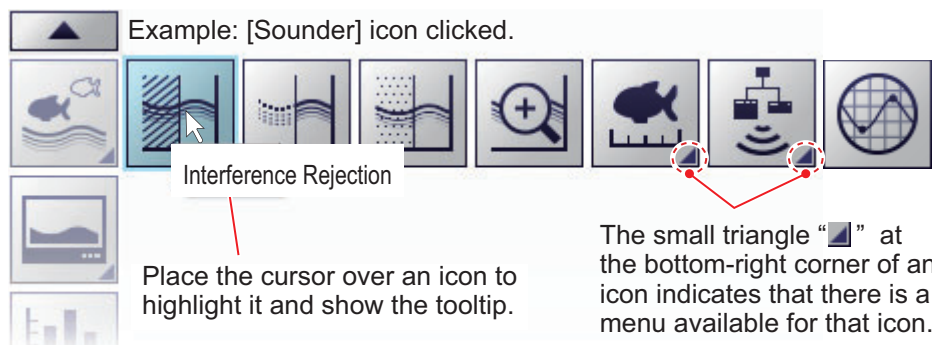 Example: [Sounder] icon clicked.
Interference Rejection
Place the cursor over an icon to
highlight it and show the tooltip.
The small triangle “◢” at
the bottom-right corner of an
icon indicates that there is a
menu available for that icon.